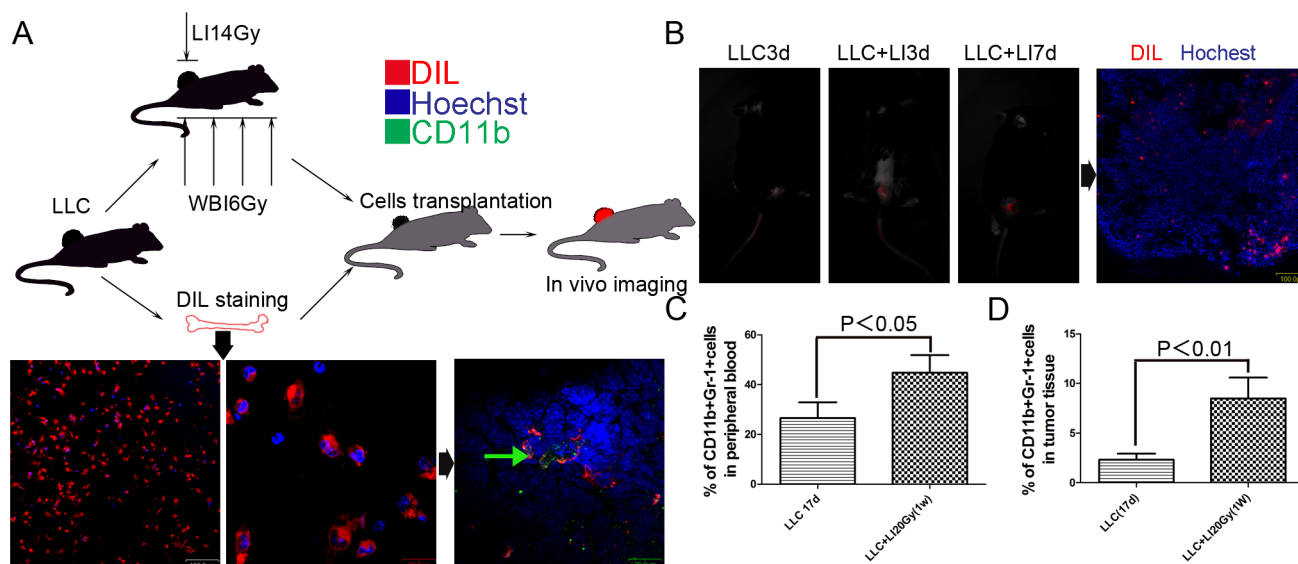 A
LI14Gy
DIL
Hoechst
CD11b
WBI6Gy
LLC
Cells transplantation
In vivo imaging
DIL staining
B
LLC3d
LLC+LI3d
LLC+LI7d
DIL Hochest
100.0
C
% of CD11b+Gr-1+cells
in peripheral blood
60
40
20
0
P<0.05
LLC 17d
LLC+LI20Gy(1w)
D
% of CD11b+Gr-1+cells
in tumor tissue
15
10
5
0
P<0.01
LLC(17d)
LLC+LI20Gy(1W)